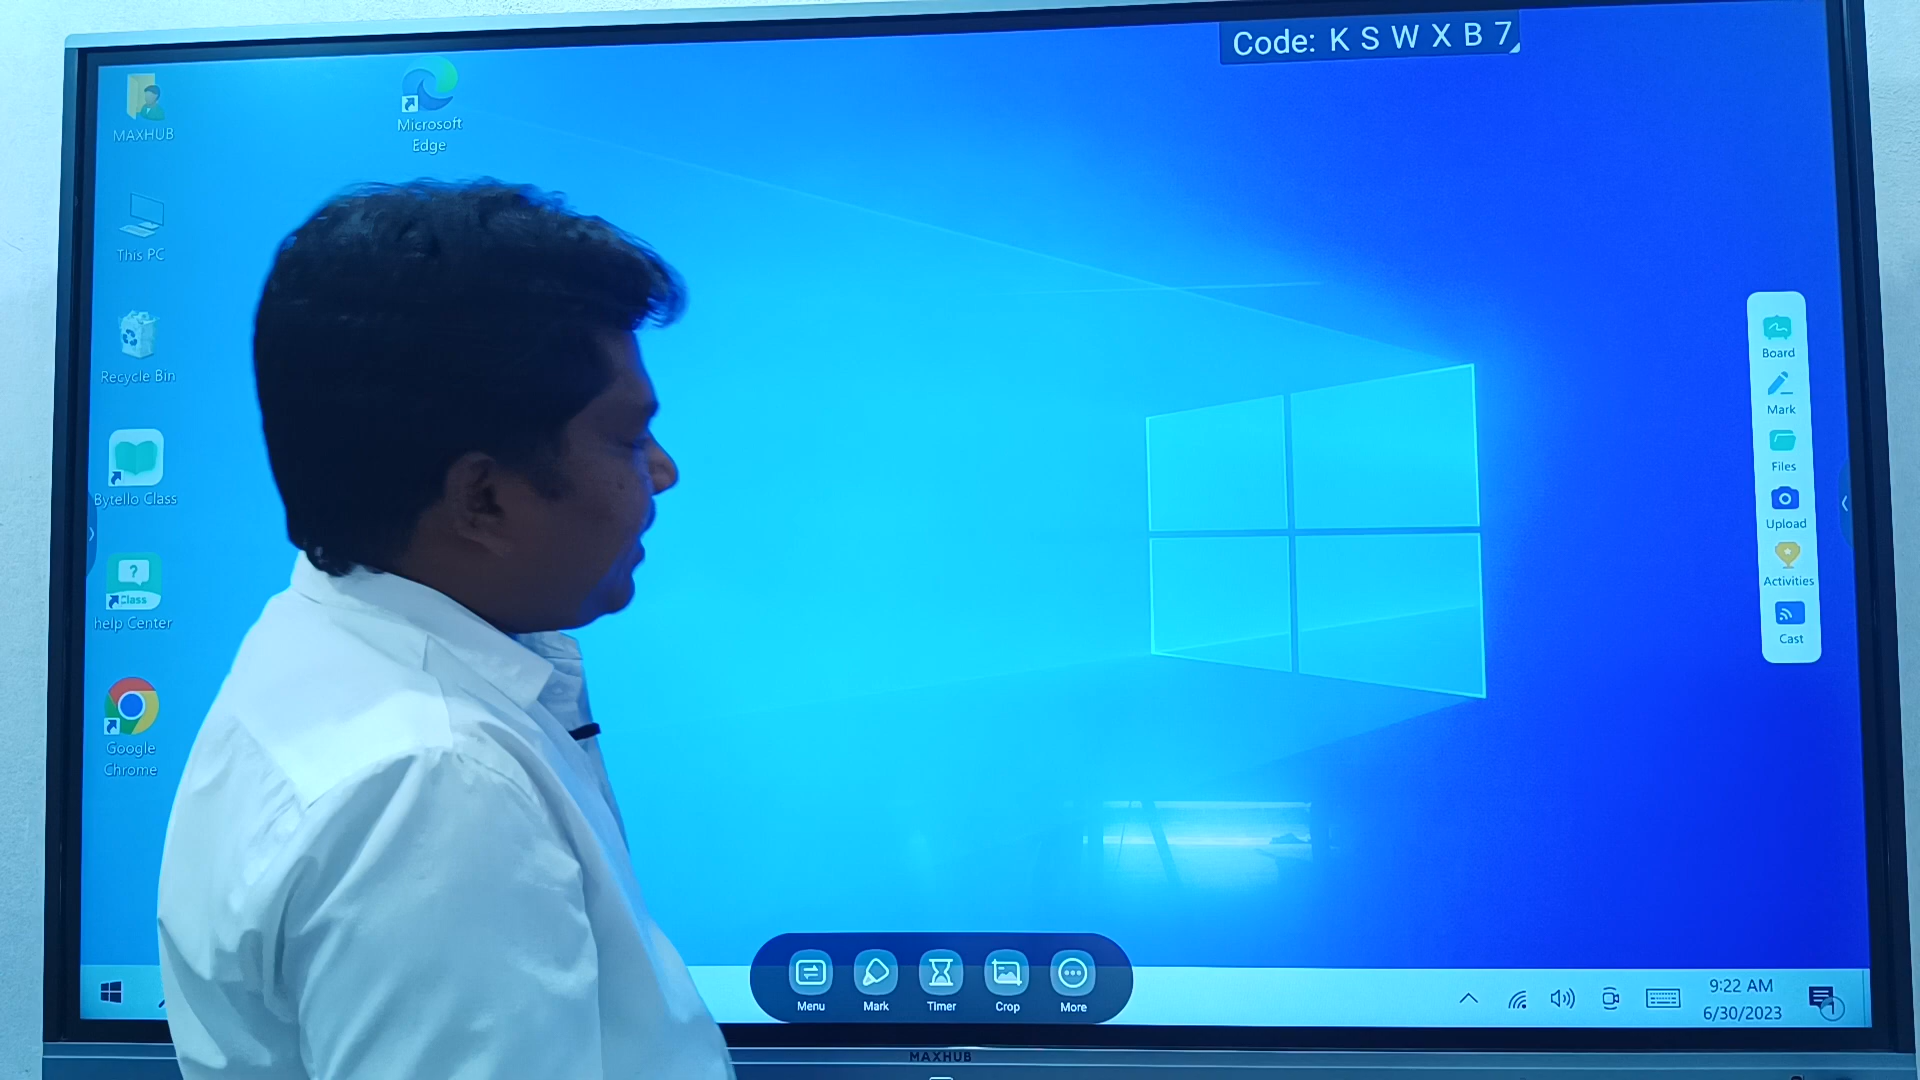 Code: K S W X B 7
MAXHUB
Microsoft
Edge
This PC
Recycle Bin
Bytello Class
?
Class
help Center
Google
Chrome
Board
Mark
Files
Upload
Activities
Cast
Menu
Mark
Timer
Crop
More
9:22 AM
6/30/2023
1
MAXHUB